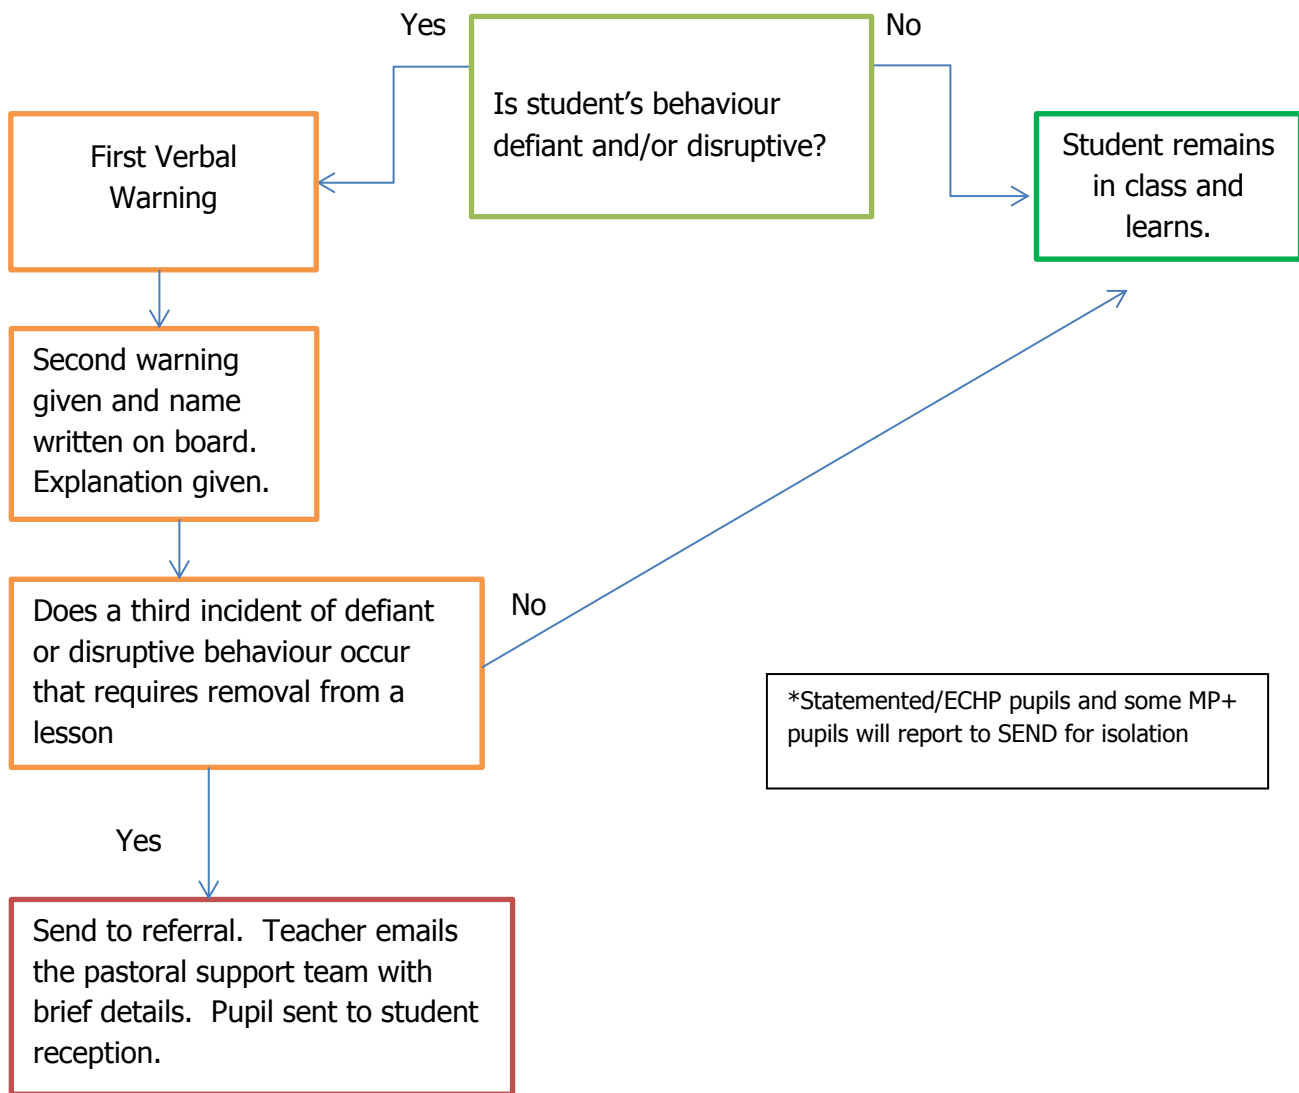 Yes
No
Is student’s behaviour
defiant and/or disruptive?
First Verbal
Warning
Student remains
in class and
learns.
Second warning
given and name
written on board.
Explanation given.
Does a third incident of defiant
or disruptive behaviour occur
that requires removal from a
lesson
No
*Statemented/ECHP pupils and some MP+
pupils will report to SEND for isolation
Yes
Send to referral.  Teacher emails
the pastoral support team with
brief details.  Pupil sent to student
reception.